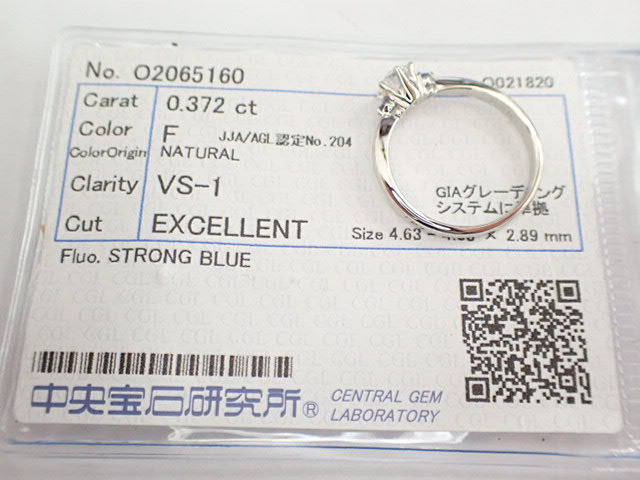 No. O2065160
O021820
Carat 0.372 ct
Color F JJA/AGL認定No.204
ColorOrigin NATURAL
Clarity VS-1
GIAグレーディング
システムに準拠
Cut EXCELLENT
Size 4.63 - × 2.89 mm
Fluo. STRONG BLUE
中央宝石研究所® CENTRAL GEM
LABORATORY